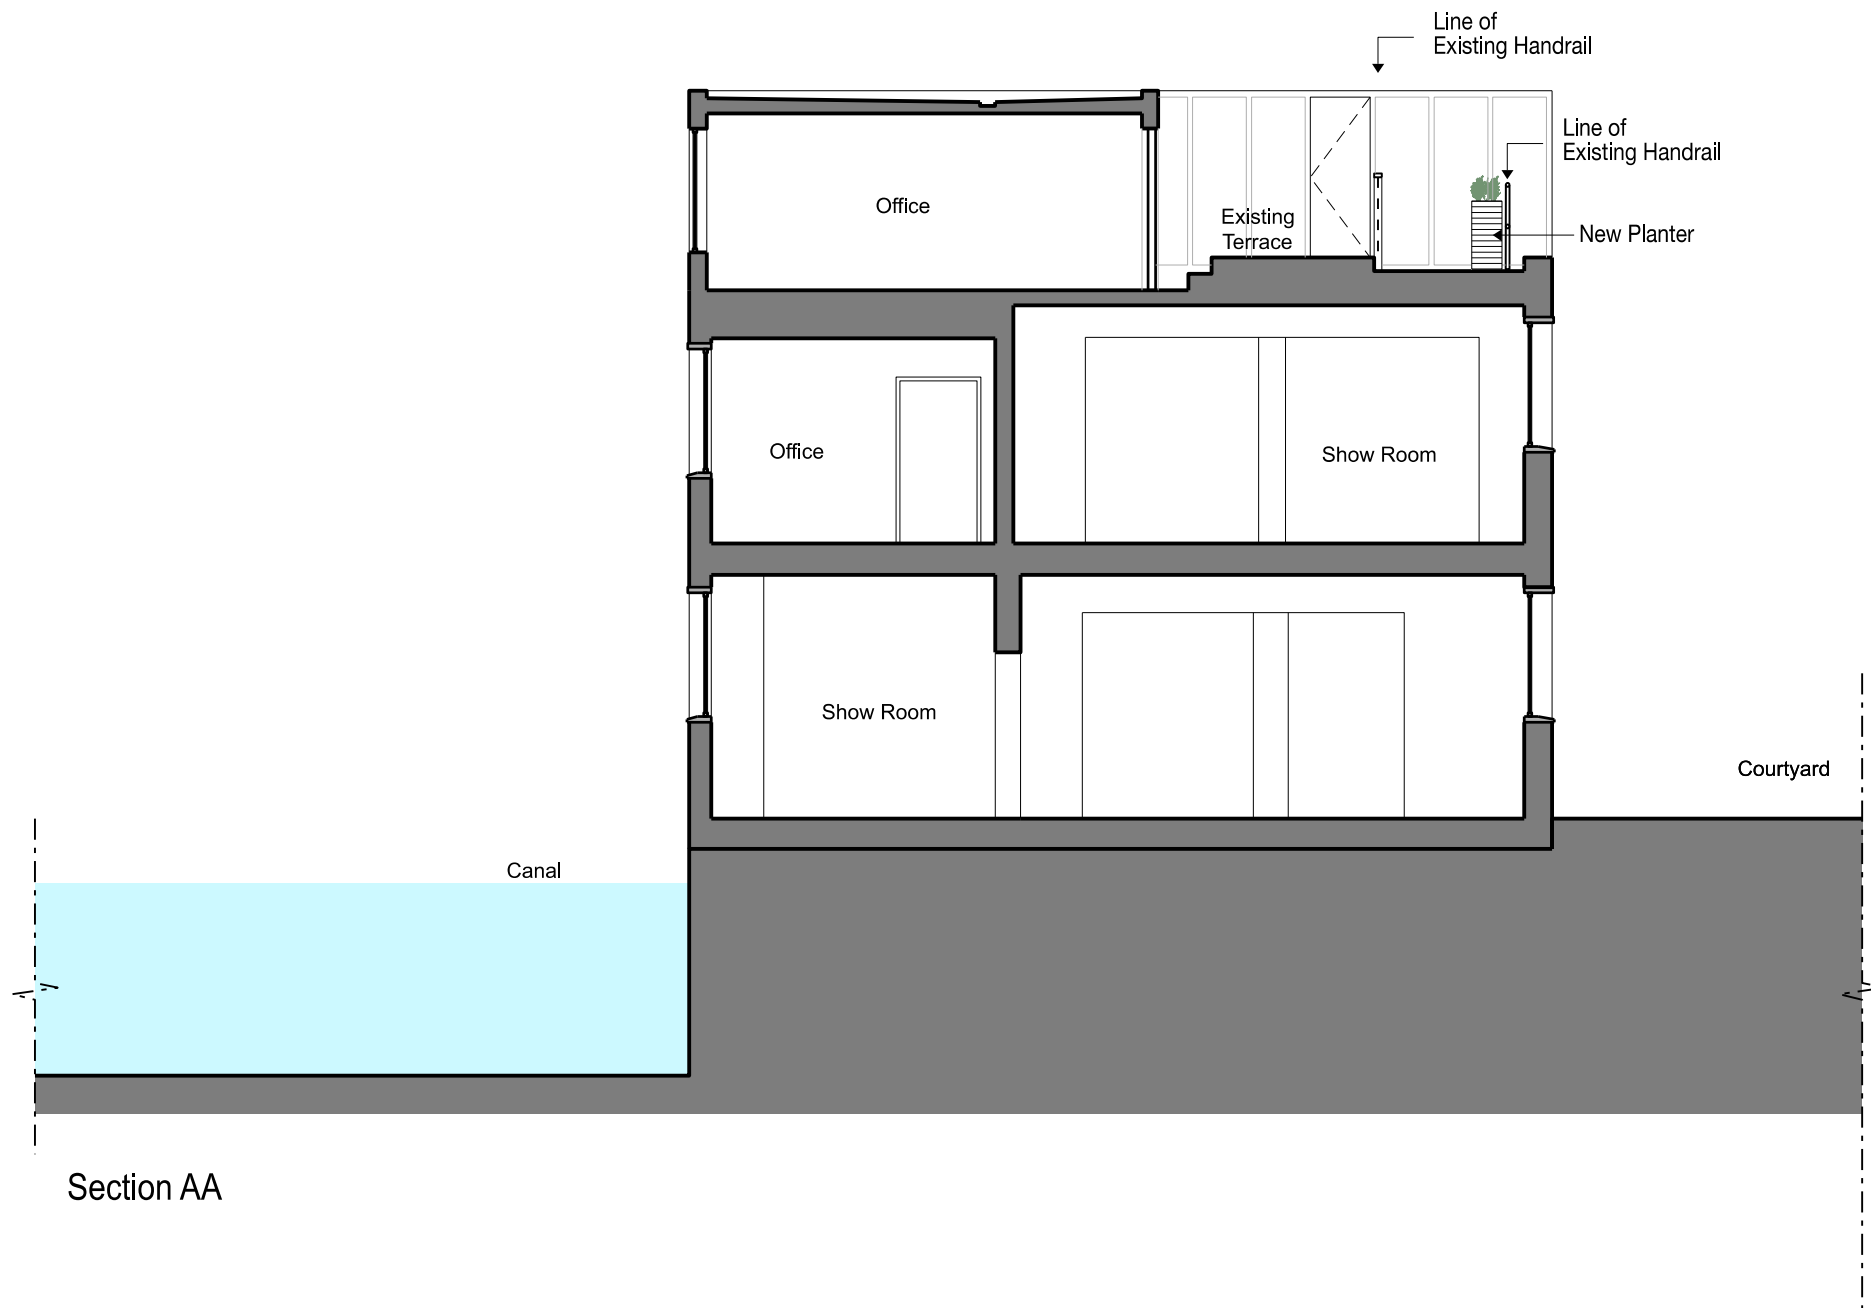 Line of
Existing Handrail
Line of
Existing Handrail
Office
Existing
Terrace
New Planter
Office
Show Room
Show Room
Courtyard
Canal
Section AA